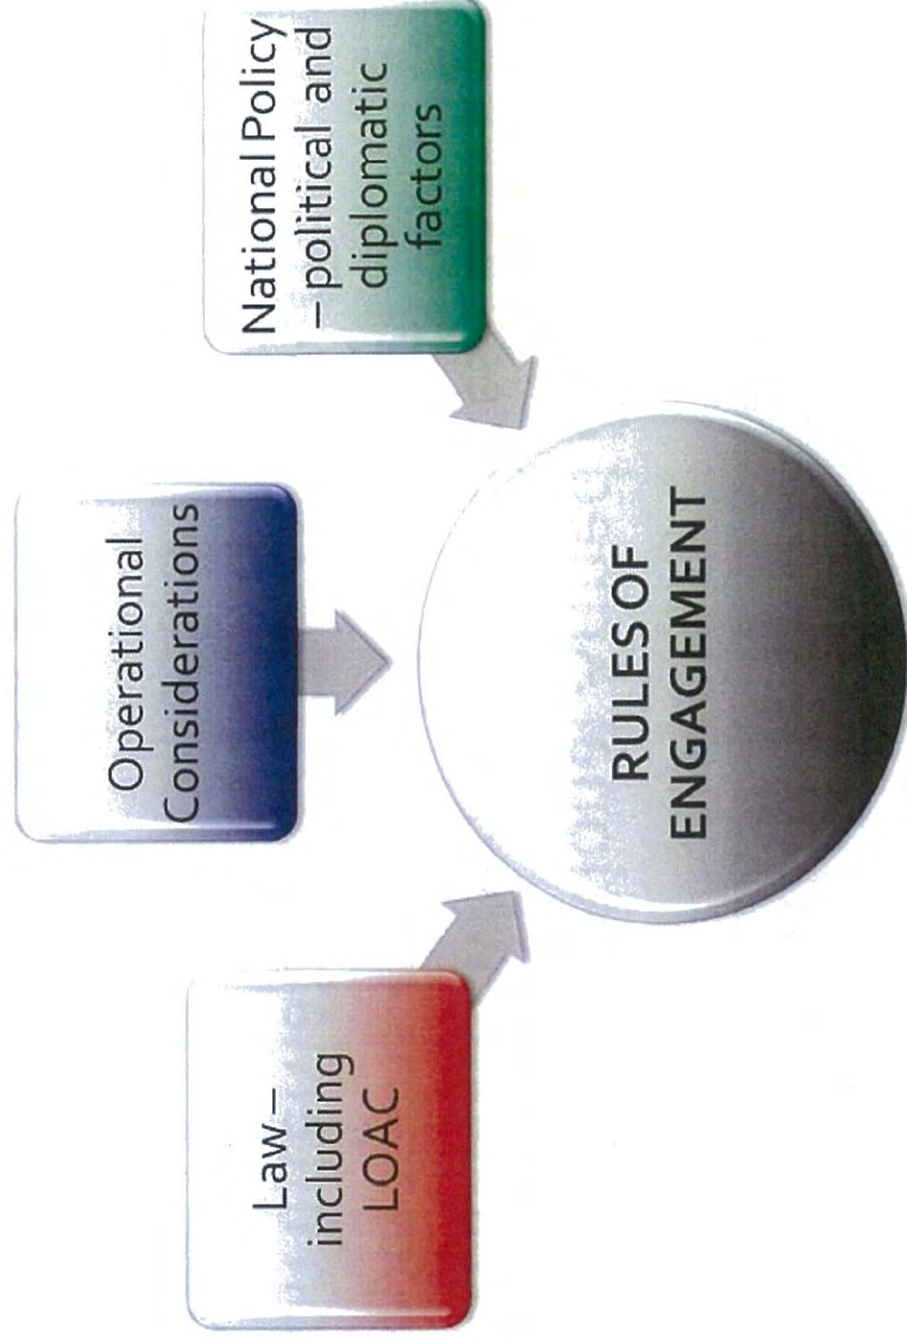 Law –
including
LOAC
Operational
Considerations
National Policy
– political and
diplomatic
factors
RULES OF
ENGAGEMENT